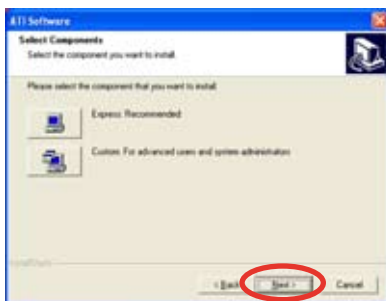 ATI Software
Select Components
Select the component you want to install.
Please select the component that you want to install
Express: Recommended
Custom: For advanced users and system administrators
< Back
Next >
Cancel